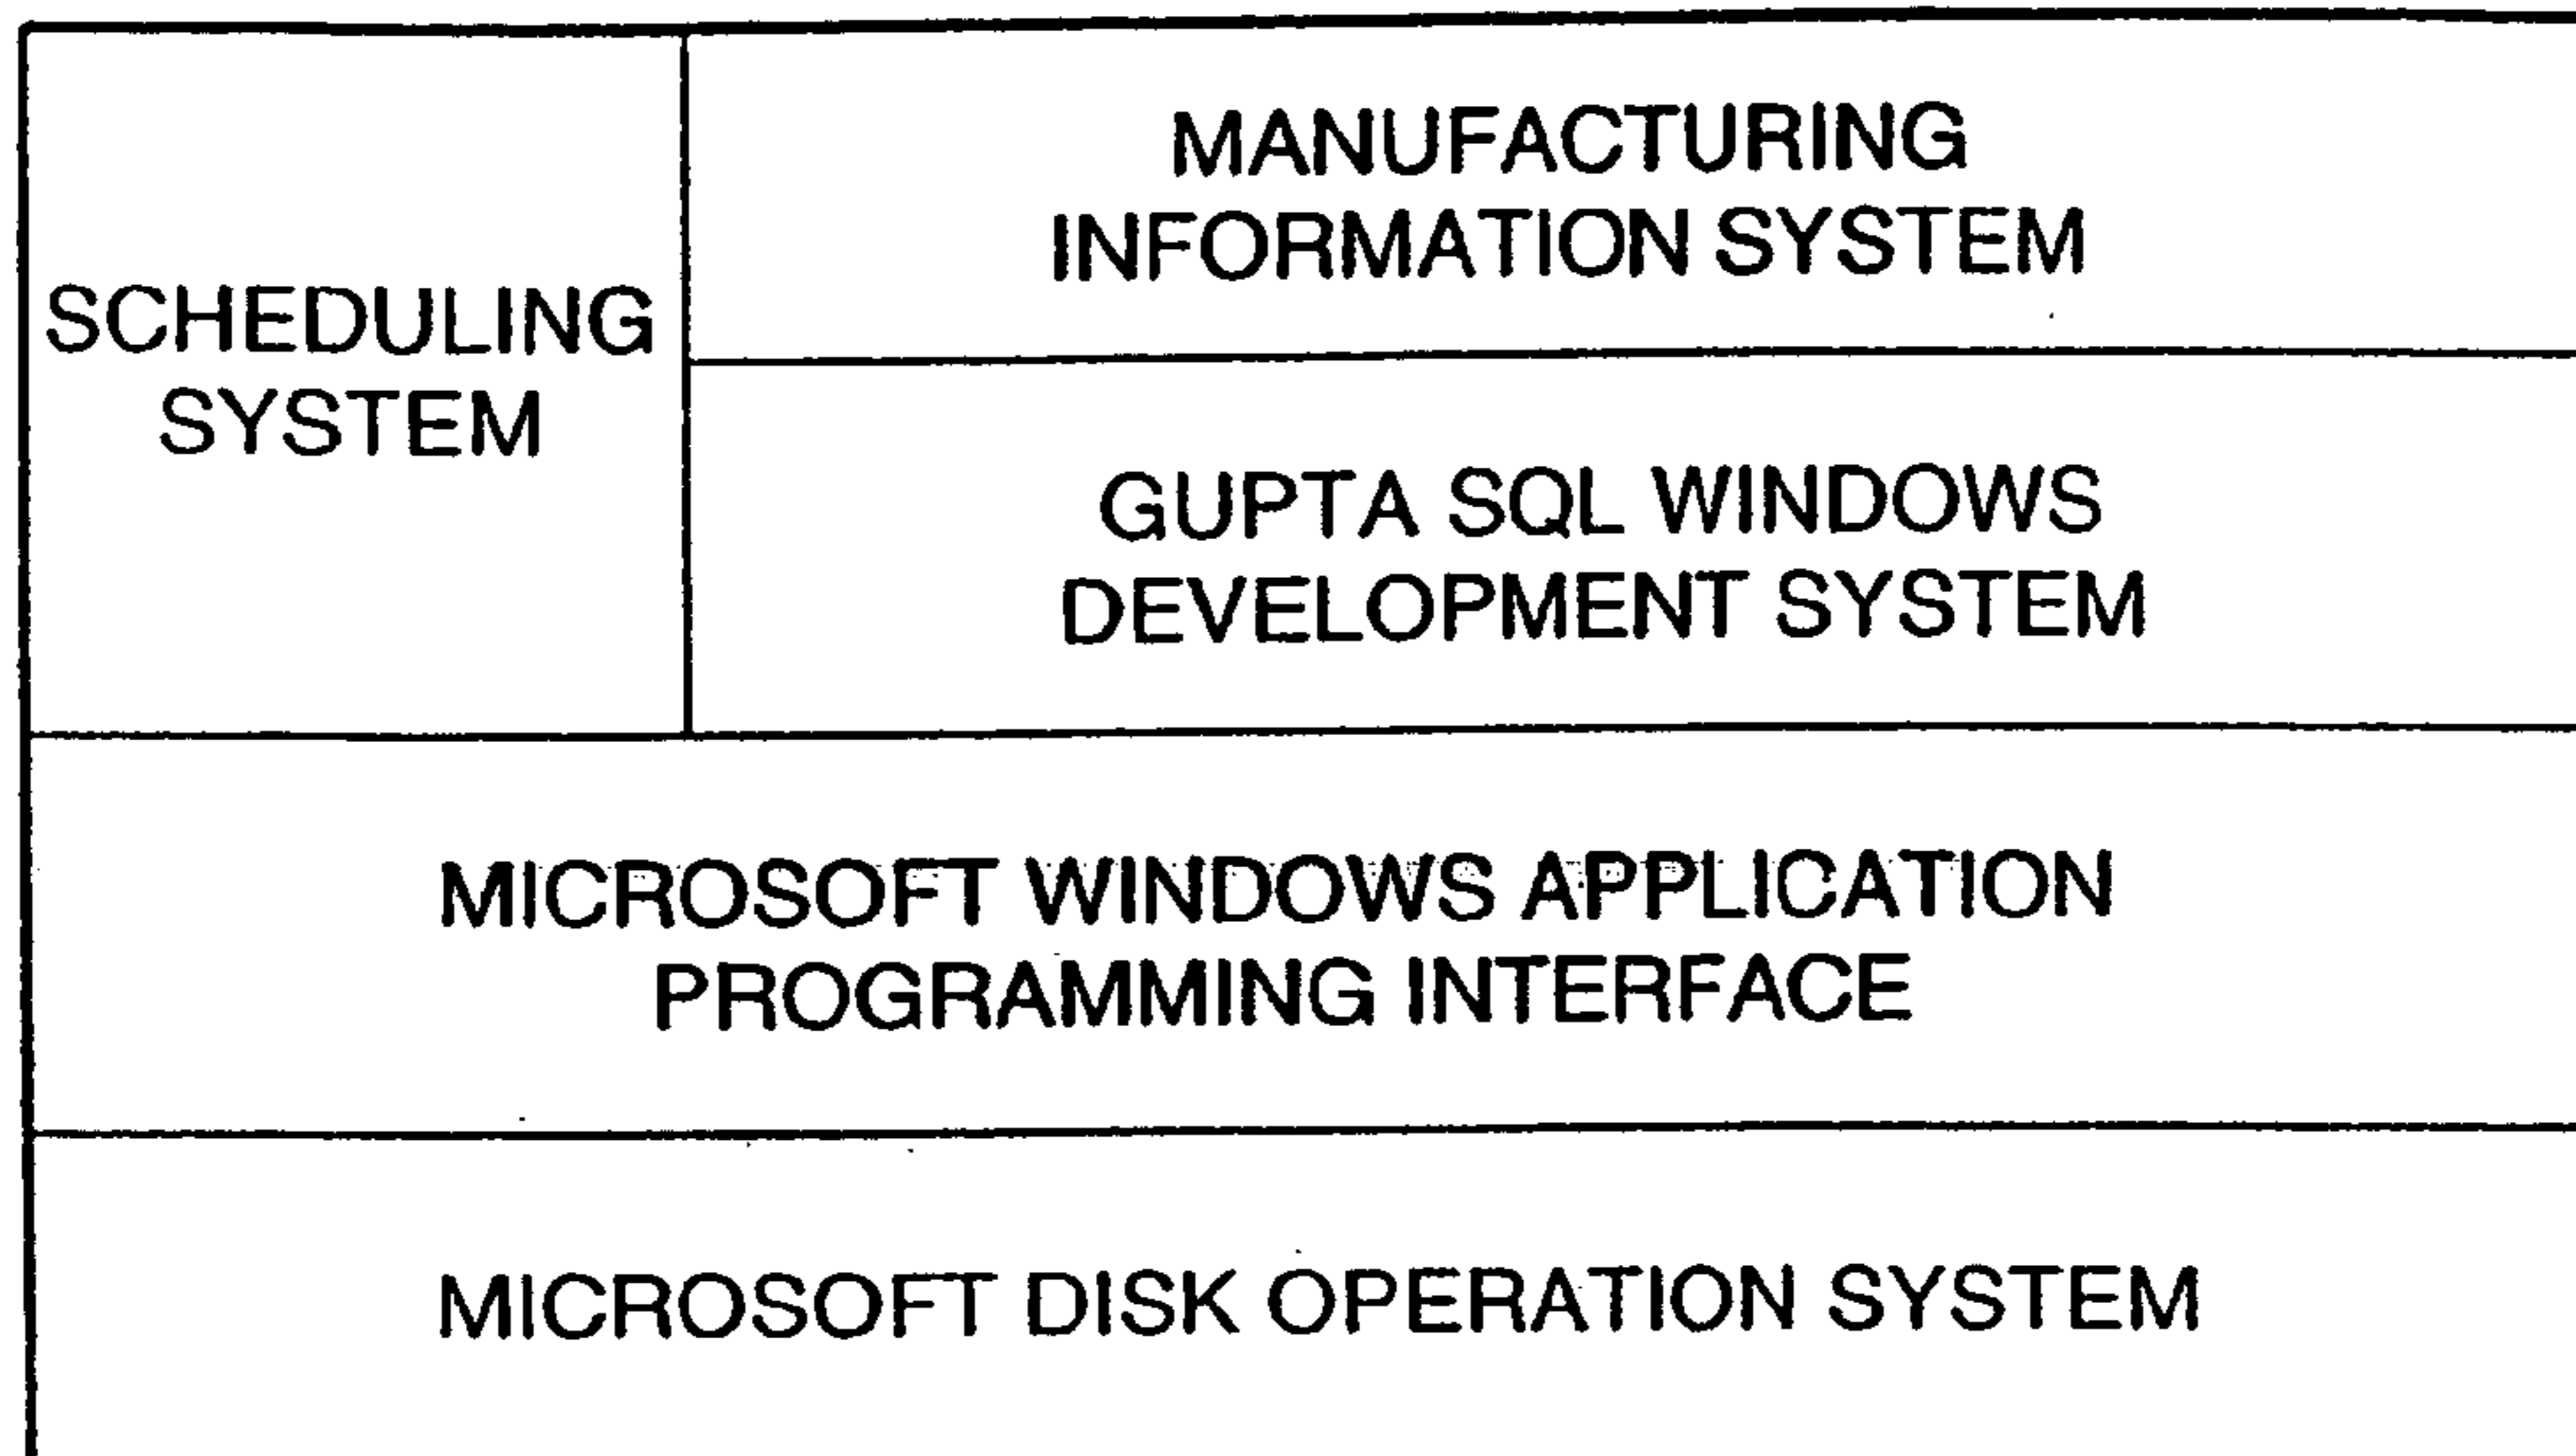 SCHEDULING
SYSTEM
MANUFACTURING
INFORMATION SYSTEM
GUPTA SQL WINDOWS
DEVELOPMENT SYSTEM
MICROSOFT WINDOWS APPLICATION
PROGRAMMING INTERFACE
MICROSOFT DISK OPERATION SYSTEM